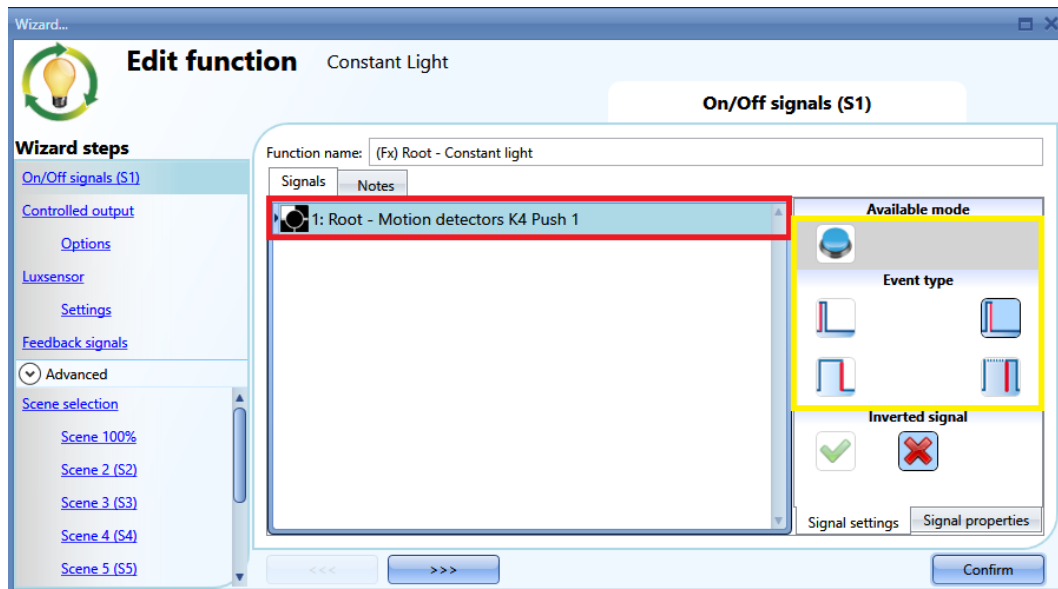 Wizard...
Edit function Constant Light
On/Off signals (S1)
Wizard steps
On/Off signals (S1)
Controlled output
Options
Luxsensor
Settings
Feedback signals
Advanced
Scene selection
Scene 100%
Scene 2 (S2)
Scene 3 (S3)
Scene 4 (S4)
Scene 5 (S5)
Function name: (Fx) Root - Constant light
Signals Notes
1: Root - Motion detectors K4 Push 1
Available mode
Event type
Inverted signal
Signal settings Signal properties
<<< >>> Confirm